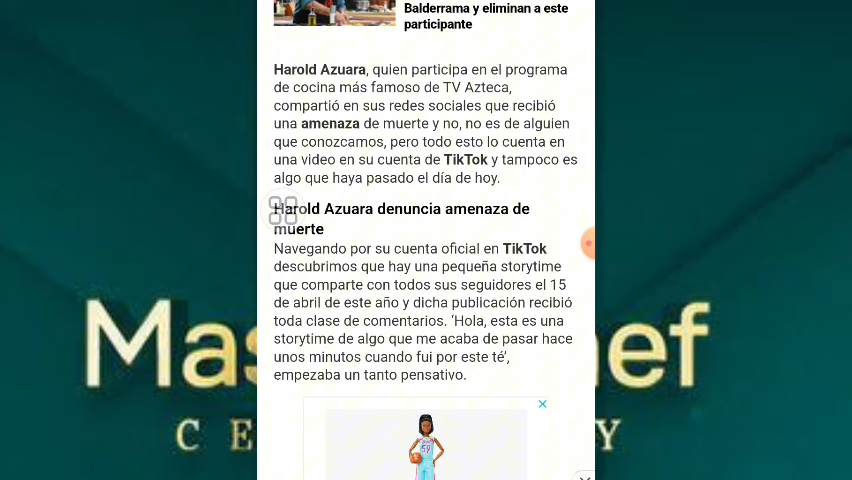 Balderrama y eliminan a este
participante
Harold Azuara, quien participa en el programa
de cocina más famoso de TV Azteca,
compartió en sus redes sociales que recibió
una amenaza de muerte y no, no es de alguien
que conozcamos, pero todo esto lo cuenta en
una video en su cuenta de TikTok y tampoco es
algo que haya pasado el día de hoy.
Harold Azuara denuncia amenaza de
muerte
Navegando por su cuenta oficial en TikTok
descubrimos que hay una pequeña storytime
que comparte con todos sus seguidores el 15
de abril de este año y dicha publicación recibió
toda clase de comentarios. ‘Hola, esta es una
storytime de algo que me acaba de pasar hace
unos minutos cuando fui por este té’,
empezaba un tanto pensativo.
Mas ef
CE Y